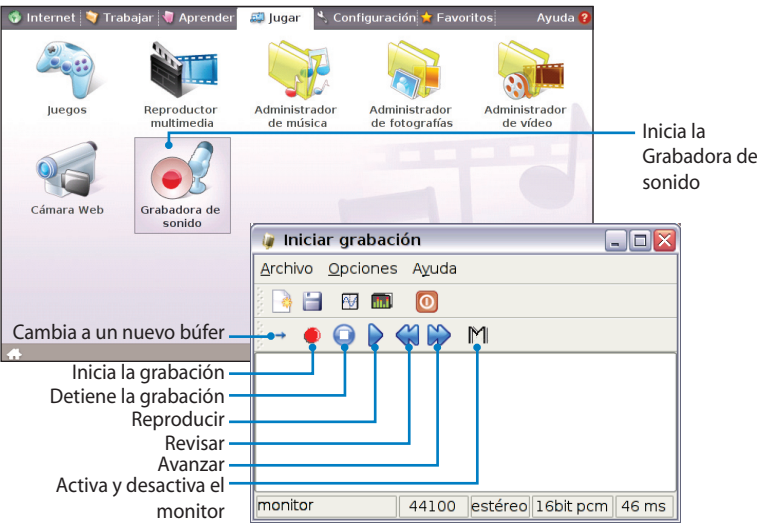 Internet Trabajar Aprender Jugar Configuración Favoritos Ayuda ?
Juegos
Reproductor
multimedia
Administrador
de música
Administrador
de fotografías
Administrador
de vídeo
Cámara Web
Grabadora de
sonido
Inicia la
Grabadora de
sonido
Iniciar grabación
Archivo Opciones Ayuda
Cambia a un nuevo búfer
Inicia la grabación
Detiene la grabación
Reproducir
Revisar
Avanzar
Activa y desactiva el
monitor
M
monitor 44100 estéreo 16bit pcm 46 ms